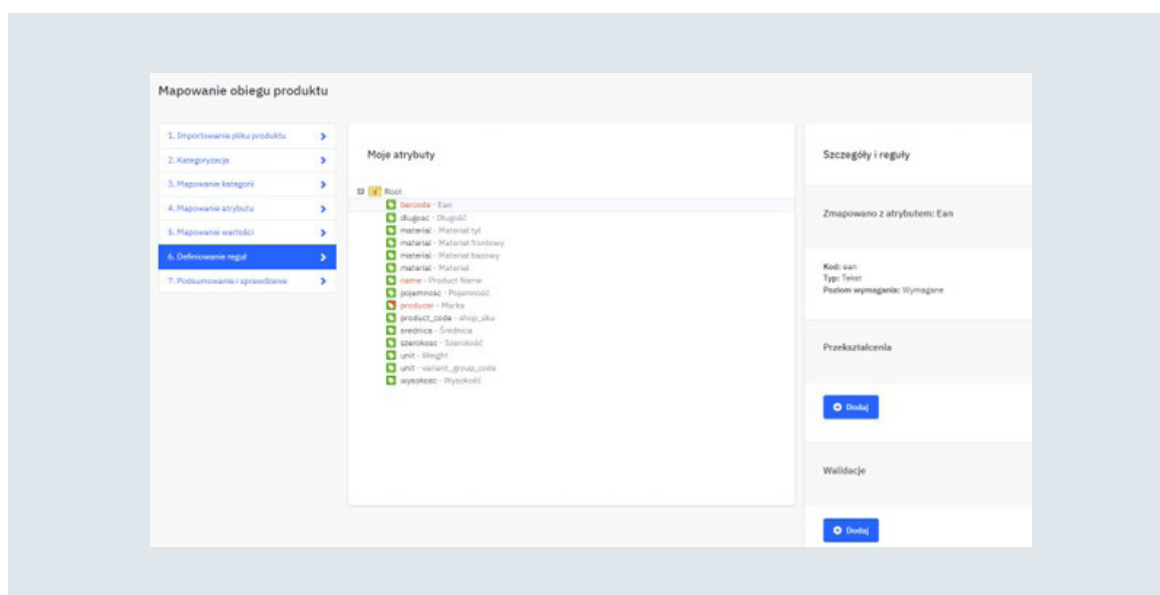 Mapowanie obiegu produktu
1. Importowanie pliku produktu
2. Kategoryzacja
3. Mapowanie kategorii
4. Mapowanie atrybutu
5. Mapowanie wartości
6. Definiowanie reguł
7. Podsumowanie i sprawdzenie
Moje atrybuty
Root
barcode - Ean
dlugosc - Długość
material - Materiał tył
material - Materiał frontowy
material - Materiał bazowy
material - Materiał
name - Product Name
pojemnosc - Pojemność
producer - Marka
product_code - shop_sku
srednica - Średnica
szerokosc - Szerokość
unit - Weight
unit - variant_group_code
wysokosc - Wysokość
Szczegóły i reguły
Zmapowano z atrybutem: Ean
Kod: ean
Typ: Tekst
Poziom wymagania: Wymagane
Przekształcenia
Dodaj
Walidacje
Dodaj